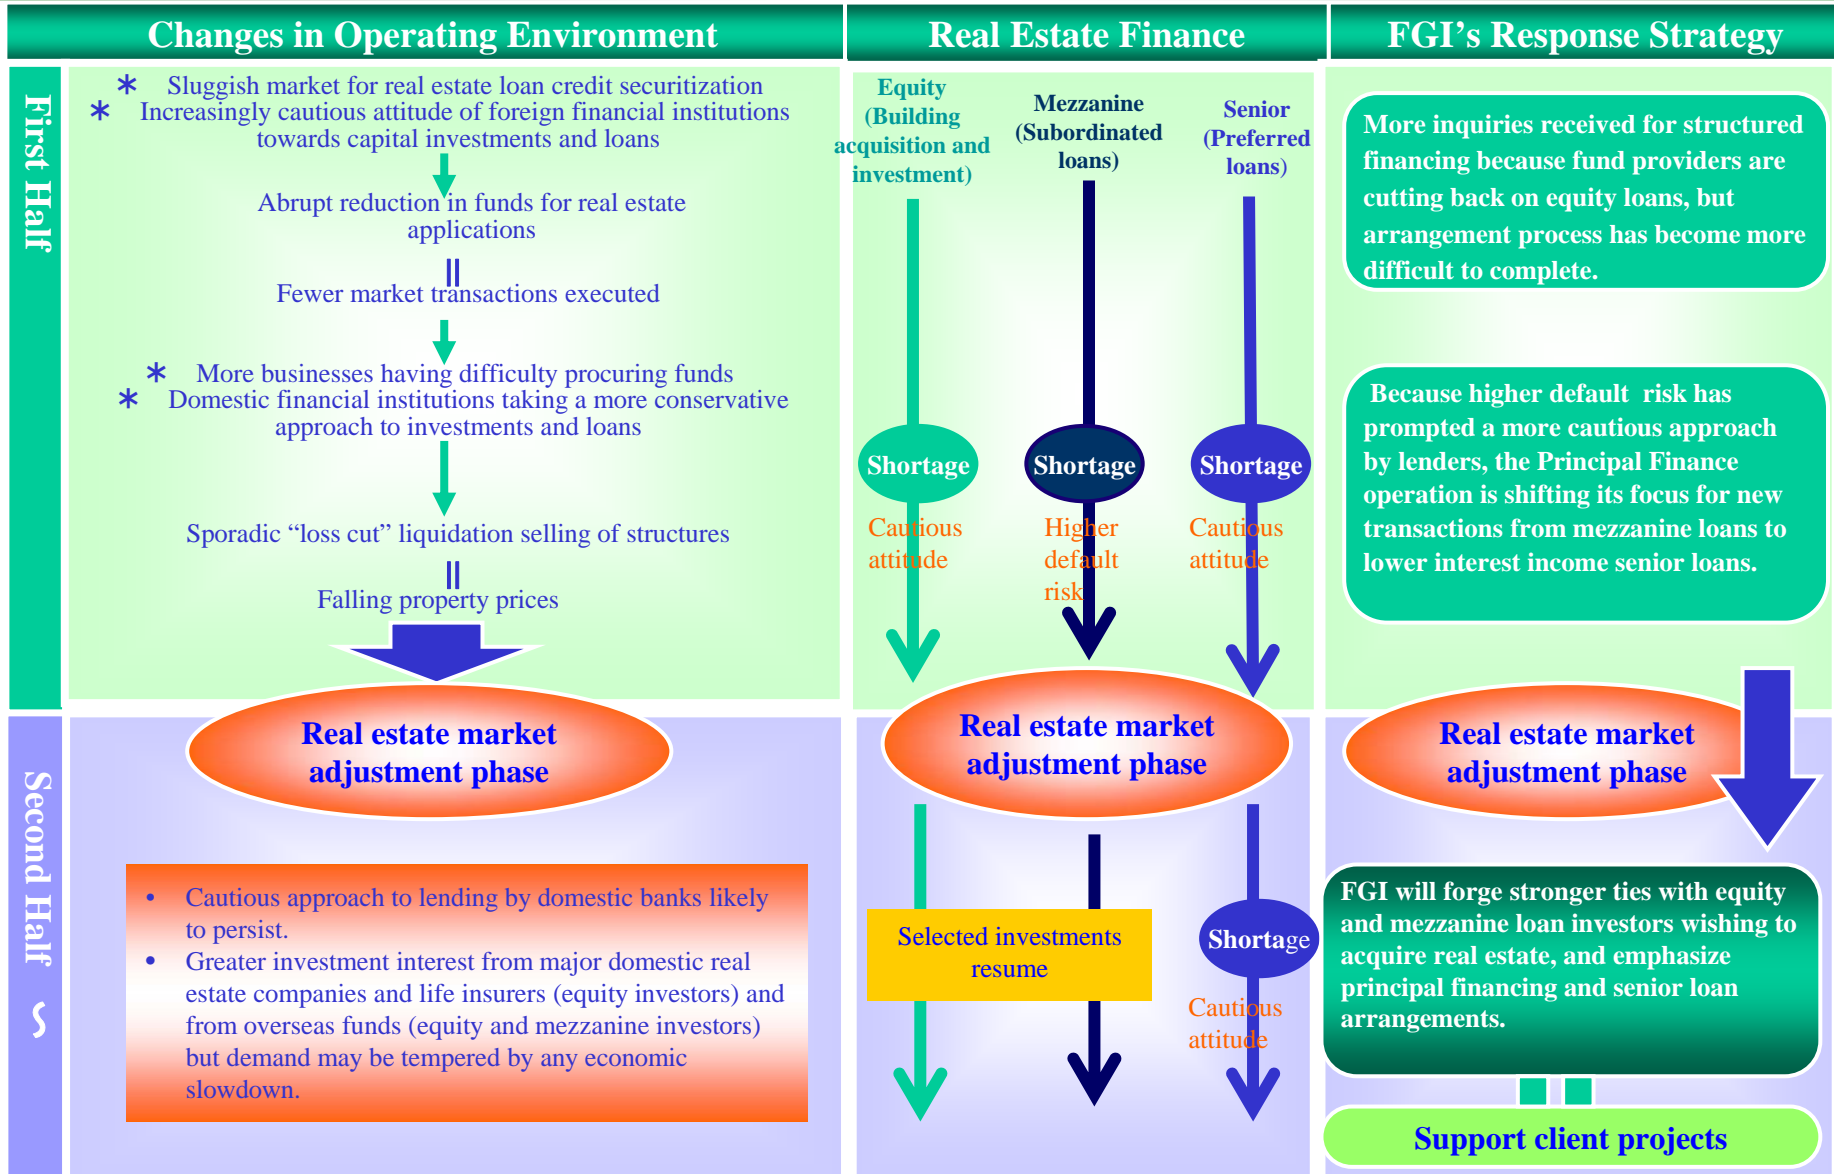 Changes in Operating Environment
Real Estate Finance
FGI's Response Strategy
First Half
* Sluggish market for real estate loan credit securitization
* Increasingly cautious attitude of foreign financial institutions
towards capital investments and loans
Abrupt reduction in funds for real estate
applications
Fewer market transactions executed
* More businesses having difficulty procuring funds
* Domestic financial institutions taking a more conservative
approach to investments and loans
Sporadic “loss cut” liquidation selling of structures
Falling property prices
Equity
(Building
acquisition and
investment)
Mezzanine
(Subordinated
loans)
Senior
(Preferred
loans)
Shortage
Shortage
Shortage
Cautious
attitude
Higher
default
risk
Cautious
attitude
More inquiries received for structured
financing because fund providers are
cutting back on equity loans, but
arrangement process has become more
difficult to complete.
Because higher default risk has
prompted a more cautious approach
by lenders, the Principal Finance
operation is shifting its focus for new
transactions from mezzanine loans to
lower interest income senior loans.
Second Half ~
Real estate market
adjustment phase
Real estate market
adjustment phase
Real estate market
adjustment phase
• Cautious approach to lending by domestic banks likely
to persist.
• Greater investment interest from major domestic real
estate companies and life insurers (equity investors) and
from overseas funds (equity and mezzanine investors)
but demand may be tempered by any economic
slowdown.
Selected investments
resume
Shortage
Cautious
attitude
FGI will forge stronger ties with equity
and mezzanine loan investors wishing to
acquire real estate, and emphasize
principal financing and senior loan
arrangements.
Support client projects